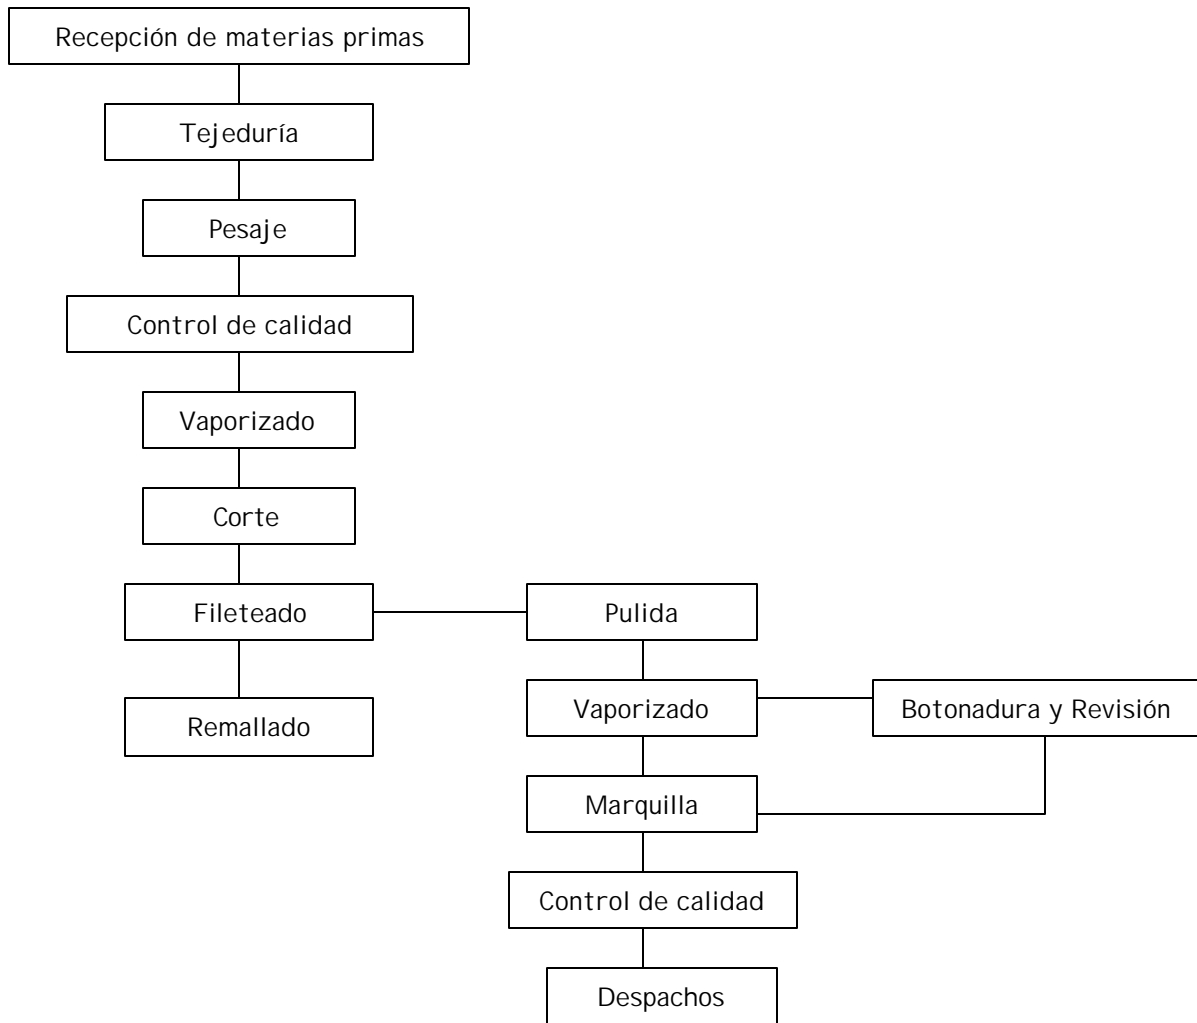 Recepción de materias primas
Tejeduría
Pesaje
Control de calidad
Vaporizado
Corte
Fileteado
Remallado
Pulida
Vaporizado
Botonadura y Revisión
Marquilla
Control de calidad
Despachos